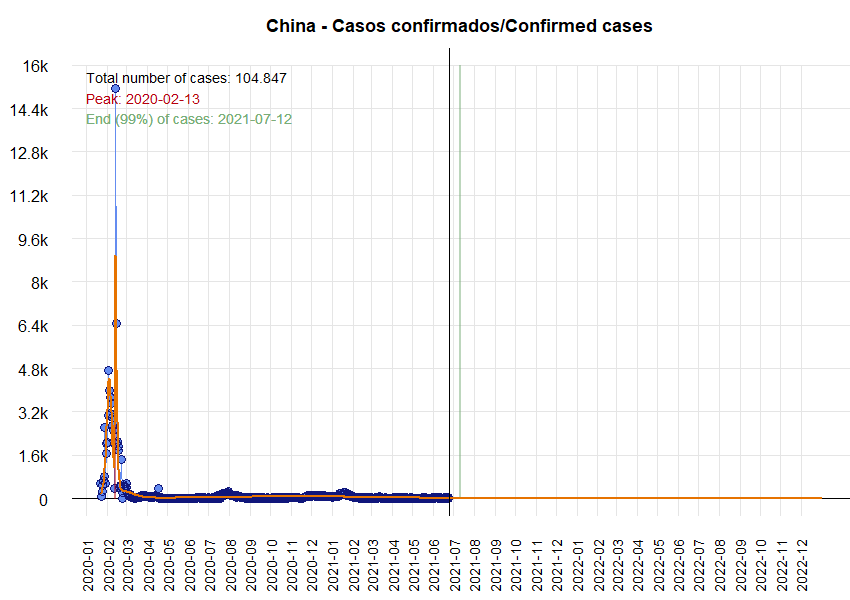 China - Casos confirmados/Confirmed cases
Total number of cases: 104.847
Peak: 2020-02-13
End (99%) of cases: 2021-07-12
16k
14.4k
12.8k
11.2k
9.6k
8k
6.4k
4.8k
3.2k
1.6k
0
2020-01
2020-02
2020-03
2020-04
2020-05
2020-06
2020-07
2020-08
2020-09
2020-10
2020-11
2020-12
2021-01
2021-02
2021-03
2021-04
2021-05
2021-06
2021-07
2021-08
2021-09
2021-10
2021-11
2021-12
2022-01
2022-02
2022-03
2022-04
2022-05
2022-06
2022-07
2022-08
2022-09
2022-10
2022-11
2022-12